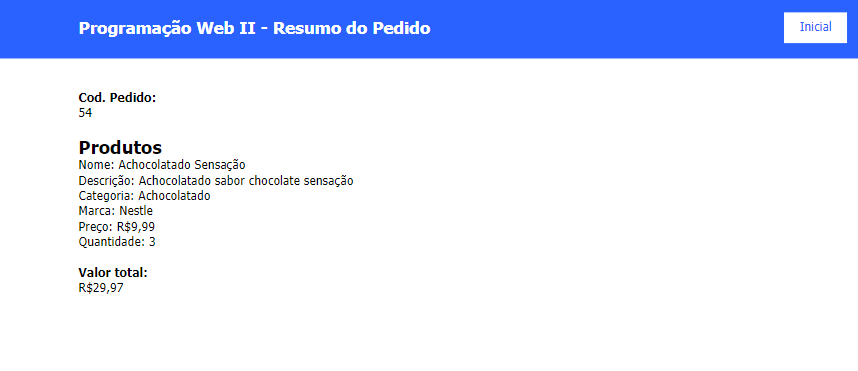 Programação Web II - Resumo do Pedido
Inicial
Cod. Pedido:
54
Produtos
Nome: Achocolatado Sensação
Descrição: Achocolatado sabor chocolate sensação
Categoria: Achocolatado
Marca: Nestle
Preço: R$9,99
Quantidade: 3
Valor total:
R$29,97